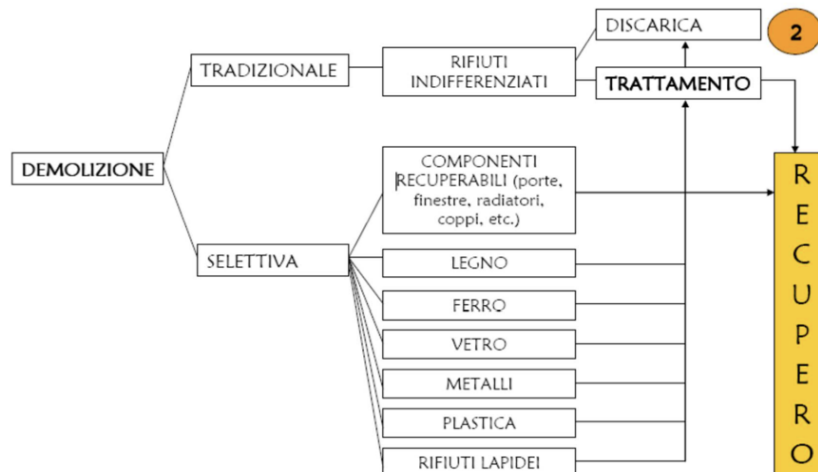 DISCARICA
2
TRADIZIONALE
RIFIUTI
INDIFFERENZIATI
TRATTAMENTO
DEMOLIZIONE
COMPONENTI
RECUPERABILI (porte,
finestre, radiatori,
coppi, etc.)
SELETTIVA
LEGNO
FERRO
VETRO
METALLI
PLASTICA
RIFIUTI LAPIDEI
R
E
C
U
P
E
R
O